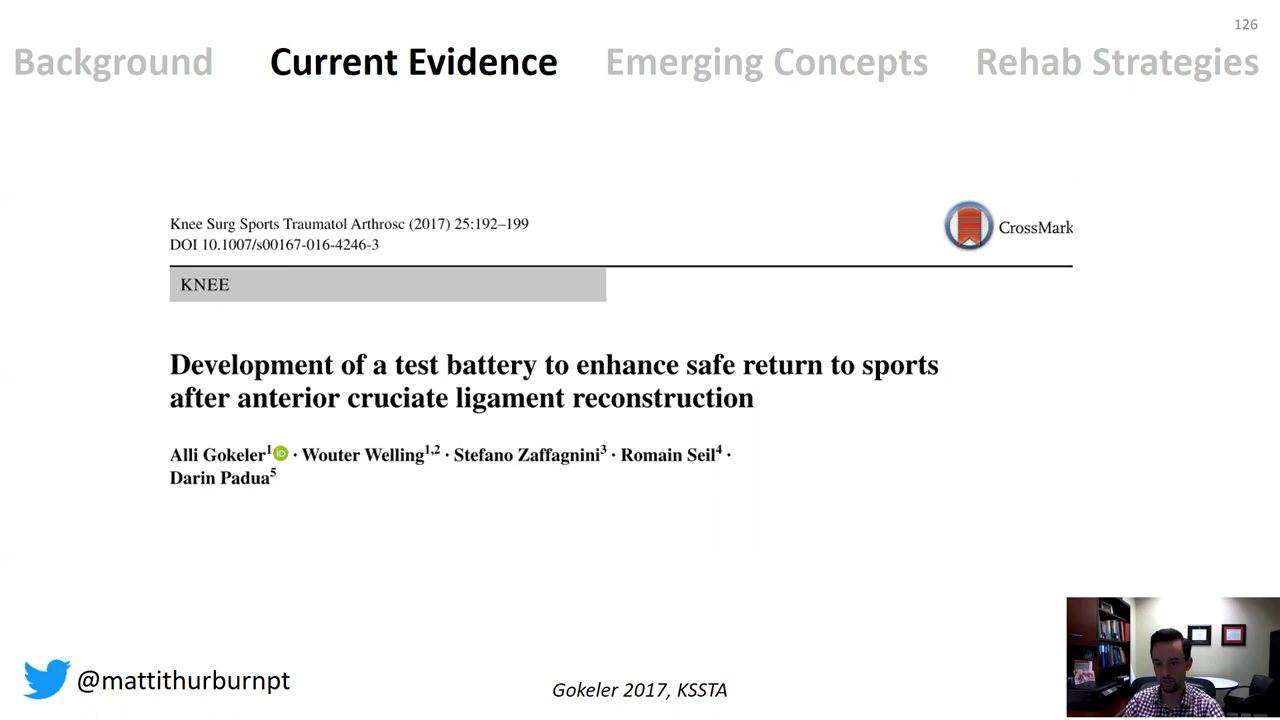 126
Background Current Evidence Emerging Concepts Rehab Strategies
Knee Surg Sports Traumatol Arthrosc (2017) 25:192–199
DOI 10.1007/s00167-016-4246-3
CrossMark
KNEE
Development of a test battery to enhance safe return to sports
after anterior cruciate ligament reconstruction
Alli Gokeler1 iD · Wouter Welling1,2 · Stefano Zaffagnini3 · Romain Seil4 ·
Darin Padua5
@mattithurburnpt
Gokeler 2017, KSSTA